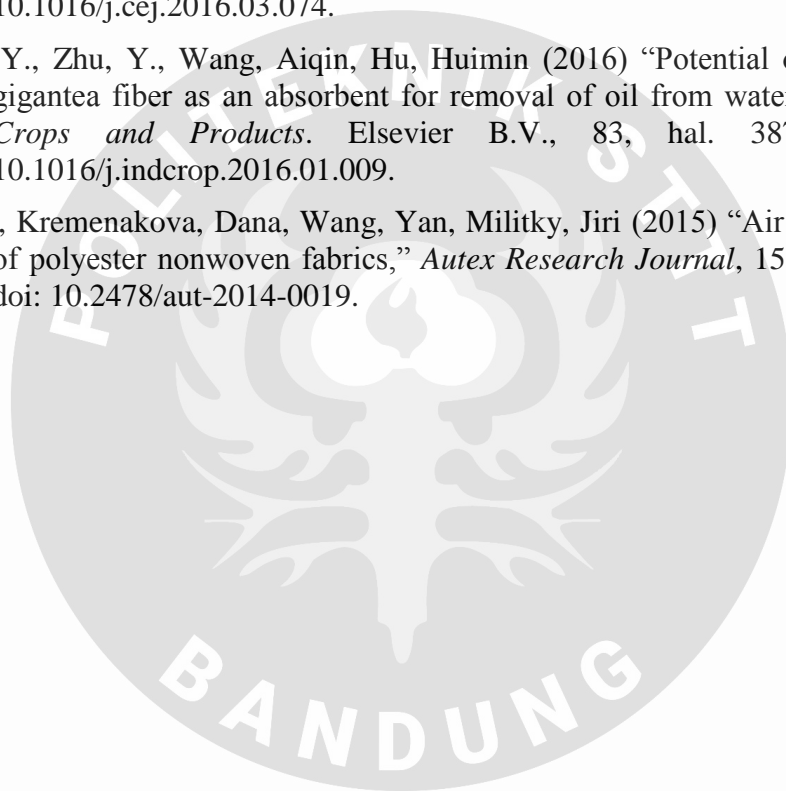 10.1016/j.cej.2016.03.074.
Y., Zhu, Y., Wang, Aiqin, Hu, Huimin (2016) “Potential
gigantea fiber as an absorbent for removal of oil from water
Crops and Products. Elsevier B.V., 83, hal. 387
10.1016/j.indcrop.2016.01.009.
, Kremenakova, Dana, Wang, Yan, Militky, Jiri (2015) “Air
of polyester nonwoven fabrics,” Autex Research Journal, 15
doi: 10.2478/aut-2014-0019.
POLITEKNIK STTT
BANDUNG